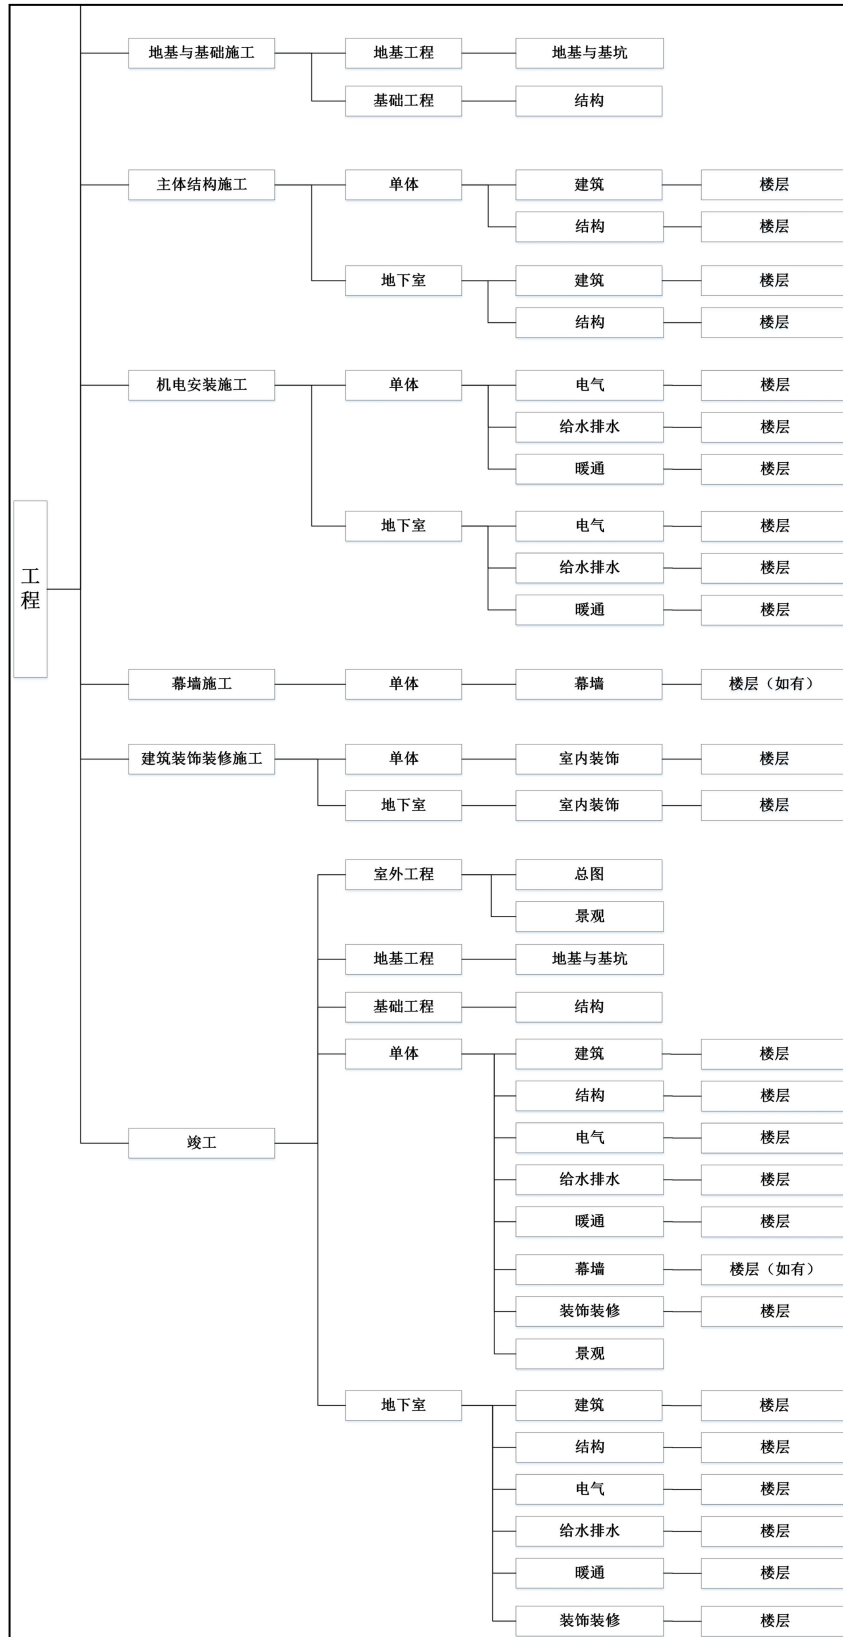 地基与基础施工 地基工程 地基与基坑
基础工程 结构
主体结构施工 单体 建筑 楼层
结构 楼层
地下室 建筑 楼层
结构 楼层
机电安装施工 单体 电气 楼层
给水排水 楼层
暖通 楼层
地下室 电气 楼层
给水排水 楼层
暖通 楼层
工程
幕墙施工 单体 幕墙 楼层（如有）
建筑装饰装修施工 单体 室内装饰 楼层
地下室 室内装饰 楼层
室外工程 总图
景观
地基工程 地基与基坑
基础工程 结构
单体 建筑 楼层
结构 楼层
电气 楼层
竣工
给水排水 楼层
暖通 楼层
幕墙 楼层（如有）
装饰装修 楼层
景观
地下室 建筑 楼层
结构 楼层
电气 楼层
给水排水 楼层
暖通 楼层
装饰装修 楼层